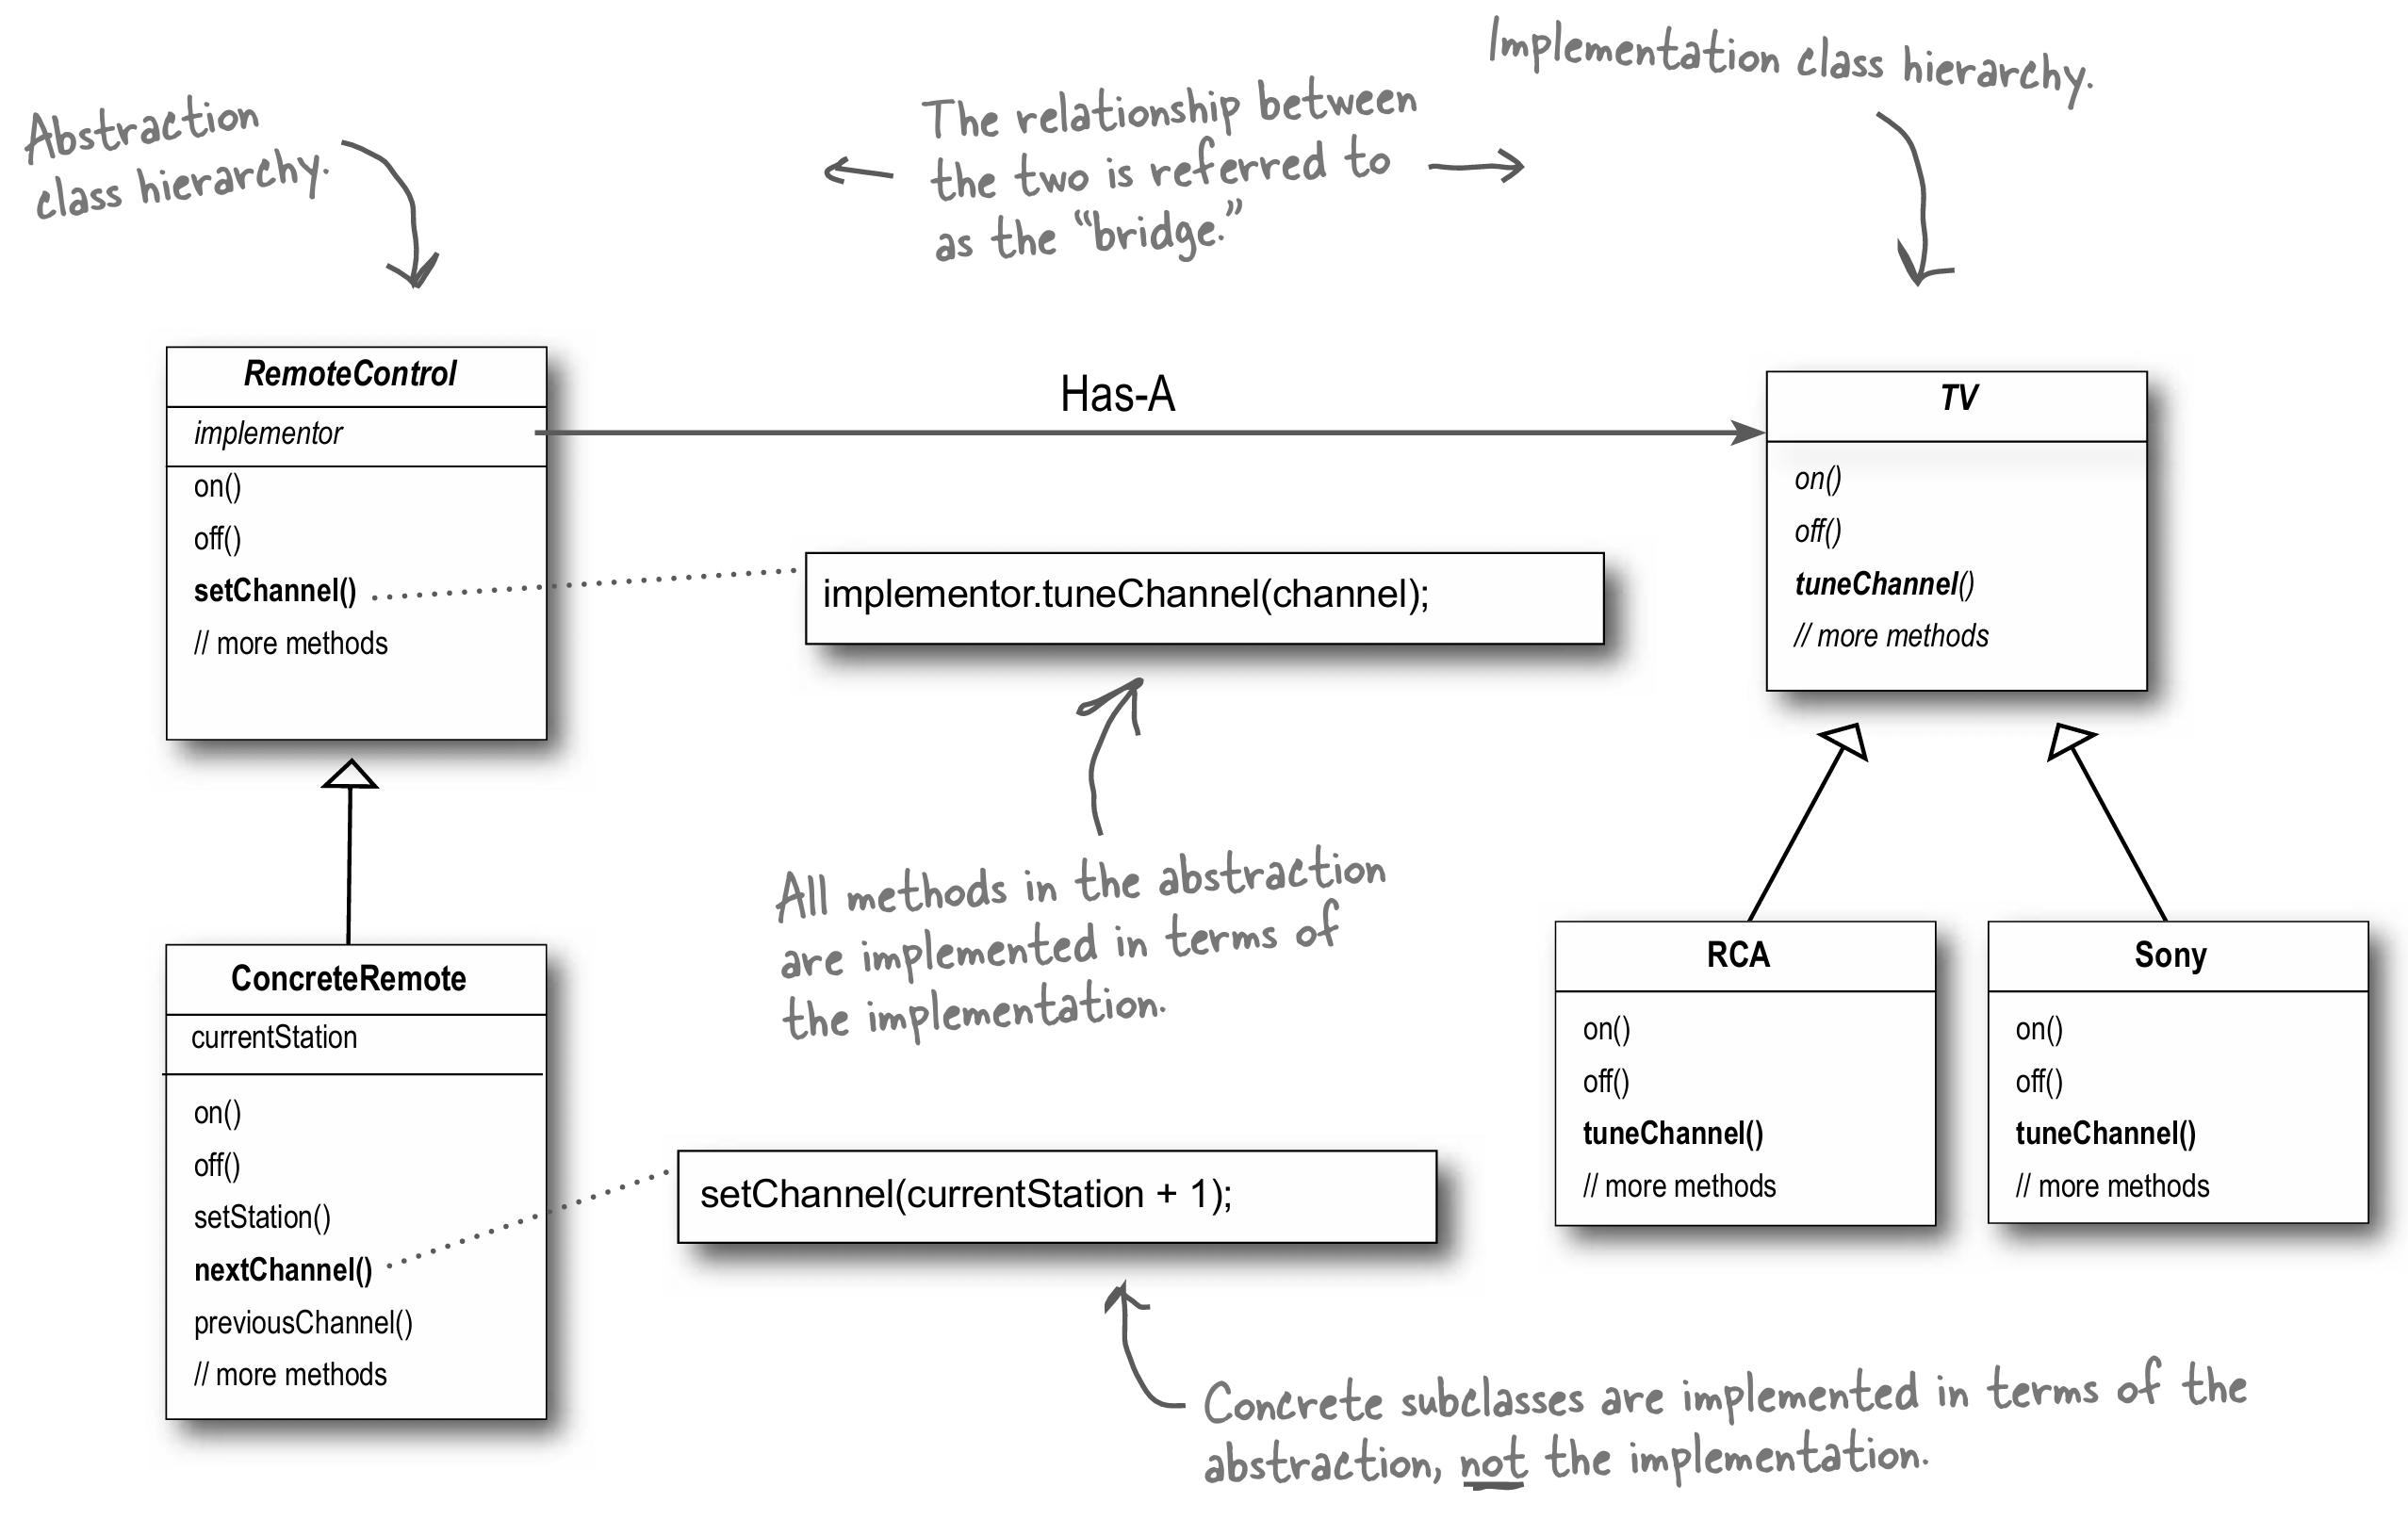 Abstraction
class hierarchy.
The relationship between
the two is referred to
as the “bridge.”
Implementation class hierarchy.
RemoteControl
implementor
on()
off()
setChannel()
// more methods
Has-A
TV
on()
off()
tuneChannel()
// more methods
implementor.tuneChannel(channel);
All methods in the abstraction
are implemented in terms of
the implementation.
ConcreteRemote
currentStation
on()
off()
setStation()
nextChannel()
previousChannel()
// more methods
setChannel(currentStation + 1);
RCA
on()
off()
tuneChannel()
// more methods
Sony
on()
off()
tuneChannel()
// more methods
Concrete subclasses are implemented in terms of the
abstraction, not the implementation.